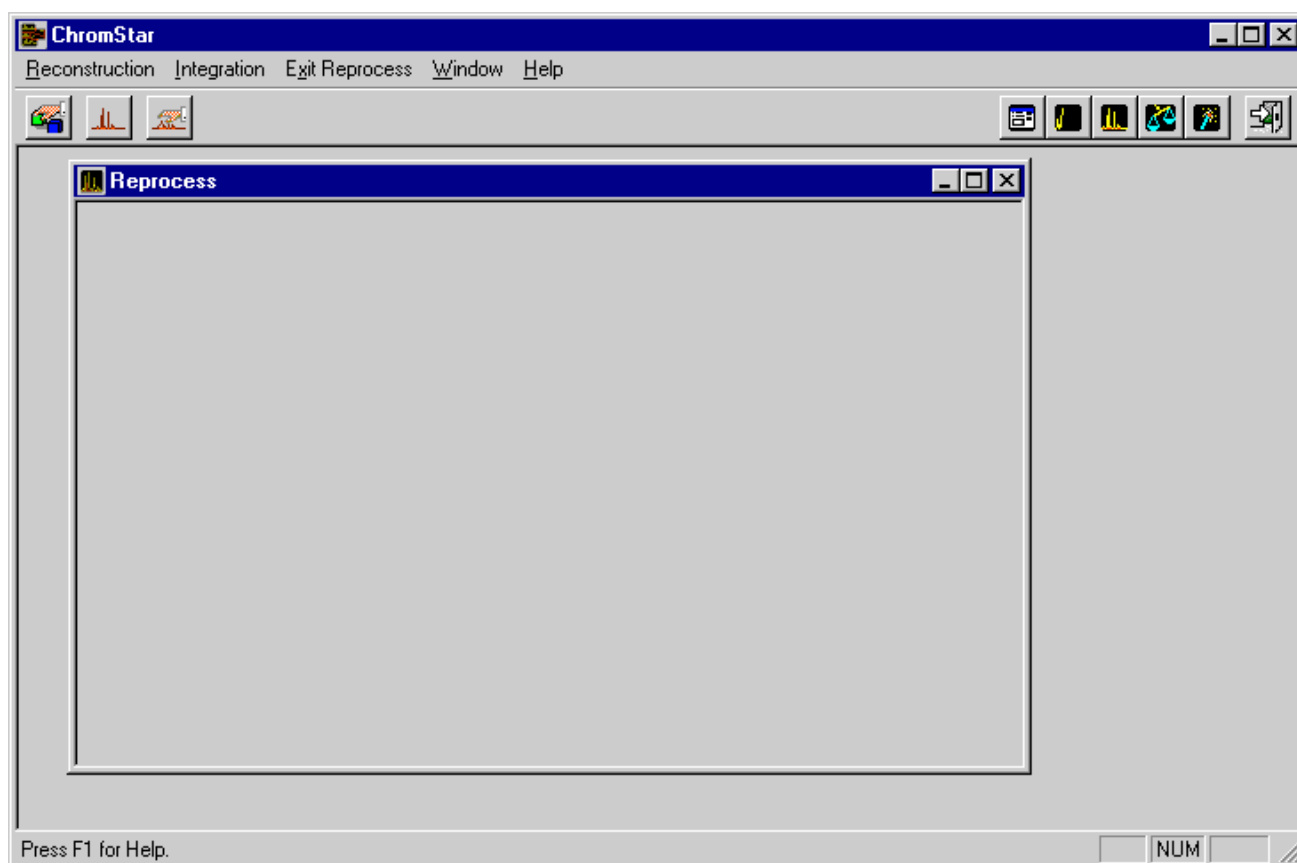 ChromStar
Reconstruction Integration Exit Reprocess Window Help
Reprocess
Press F1 for Help. NUM